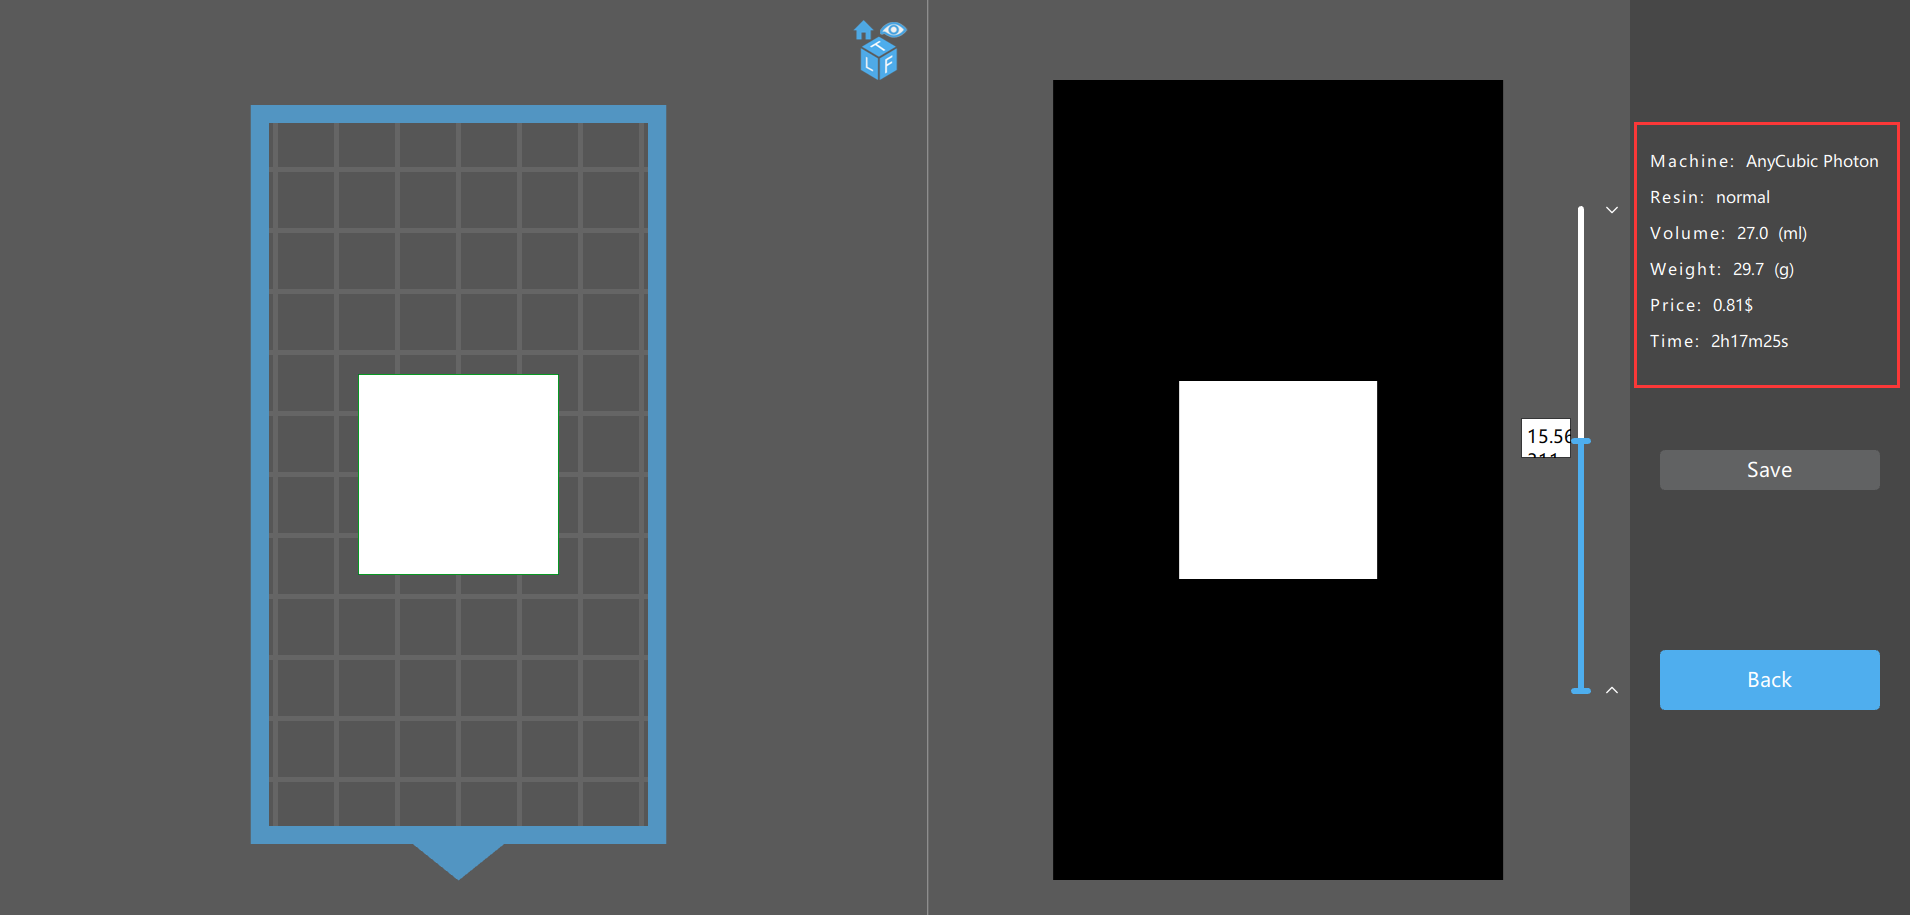 T
L F
Machine: AnyCubic Photon
Resin: normal
Volume: 27.0 (ml)
Weight: 29.7 (g)
Price: 0.81$
Time: 2h17m25s
15.56
Save
Back